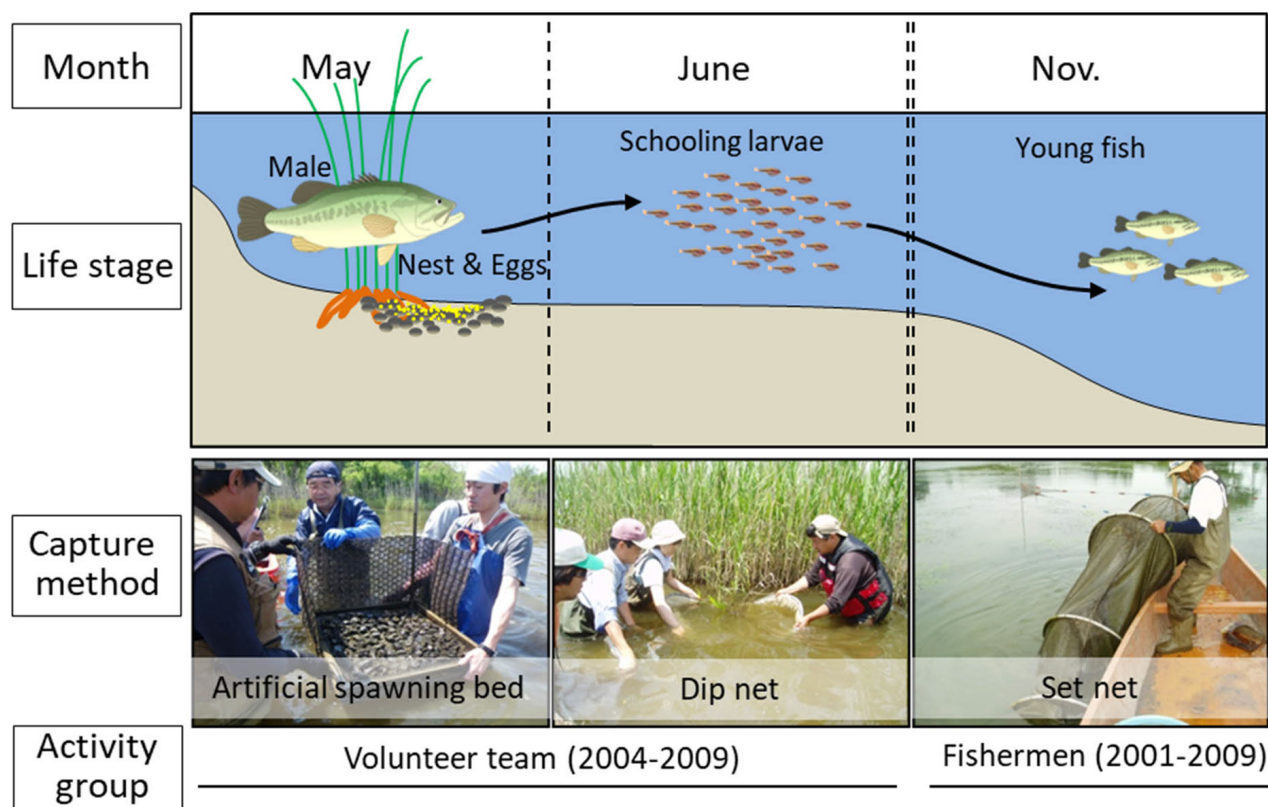 Month
May
June
Nov.
Life stage
Male
Nest & Eggs
Schooling larvae
Young fish
Capture
method
Artificial spawning bed
Dip net
Set net
Activity
group
Volunteer team (2004-2009)
Fishermen (2001-2009)